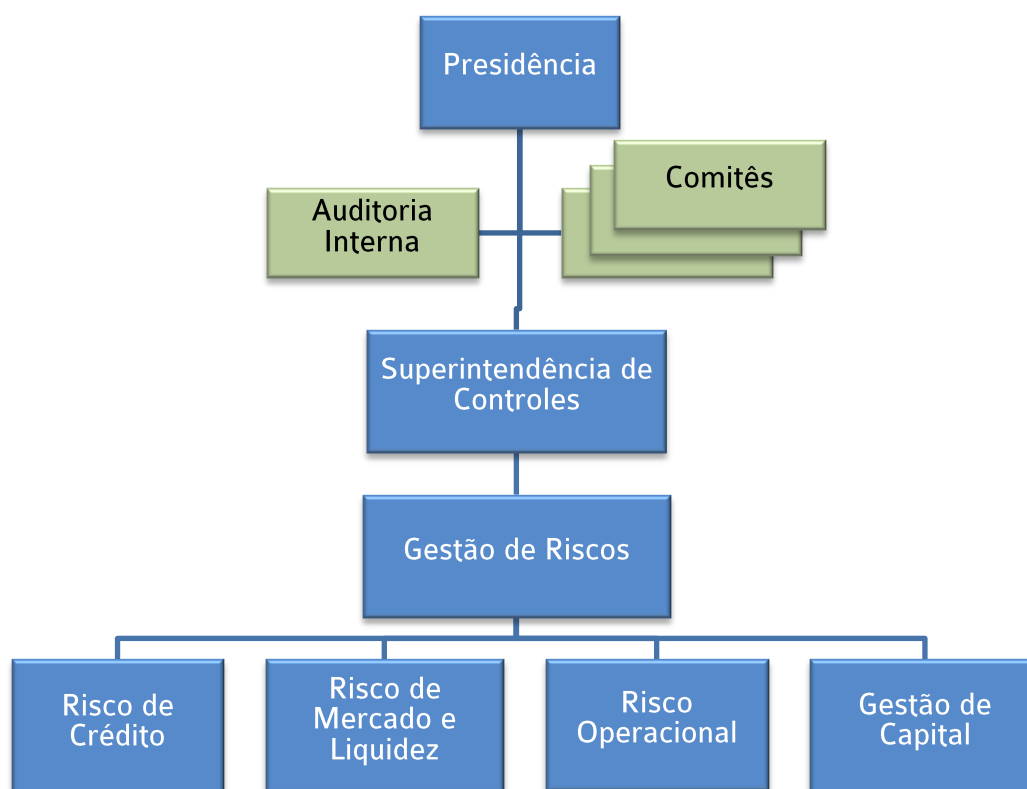 Presidência
Comitês
Auditoria
Interna
Superintendência de
Controles
Gestão de Riscos
Risco de
Crédito
Risco de
Mercado e
Liquidez
Risco
Operacional
Gestão de
Capital